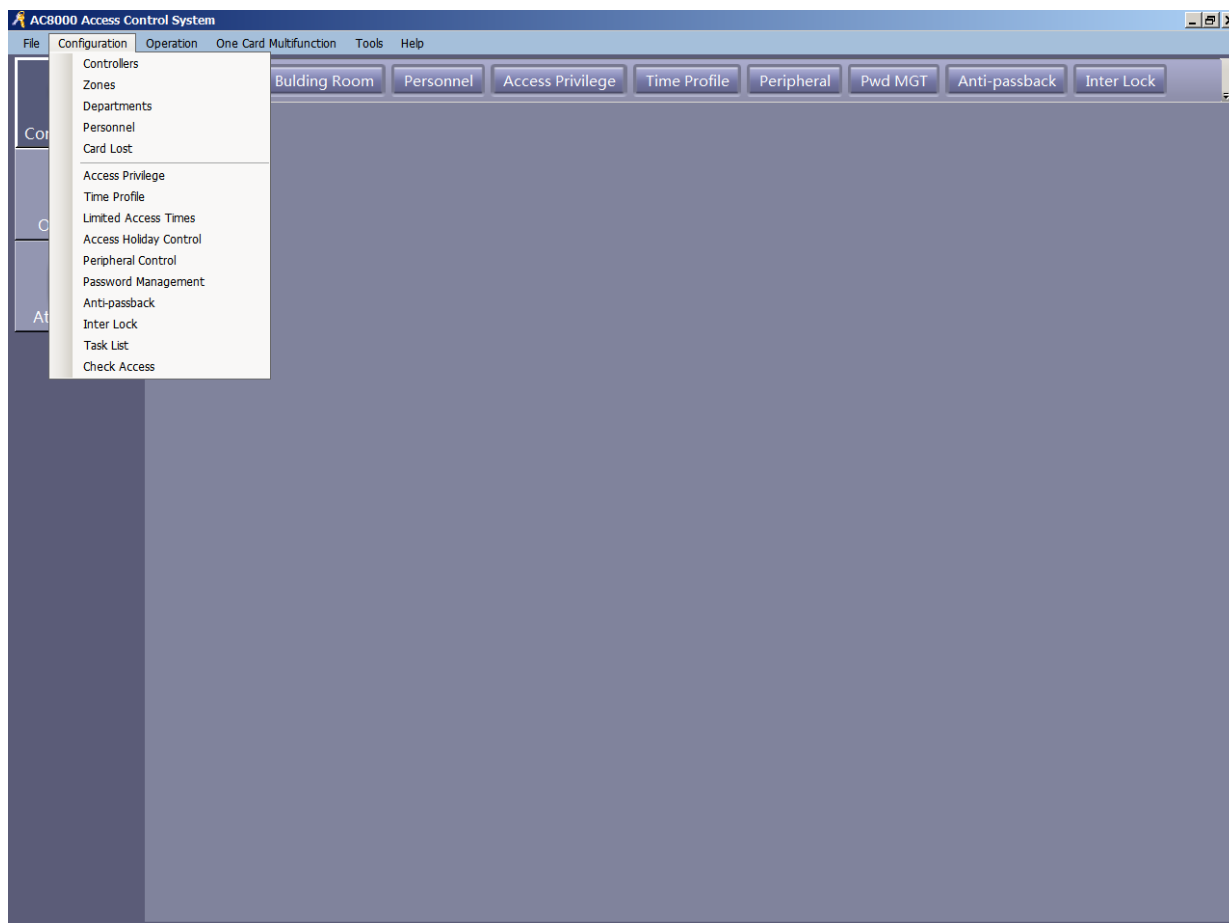 AC8000 Access Control System
File Configuration Operation One Card Multifunction Tools Help
Controllers
Zones
Departments
Personnel
Card Lost
Access Privilege
Time Profile
Limited Access Times
Access Holiday Control
Peripheral Control
Password Management
Anti-passback
Inter Lock
Task List
Check Access
Bulding Room Personnel Access Privilege Time Profile Peripheral Pwd MGT Anti-passback Inter Lock